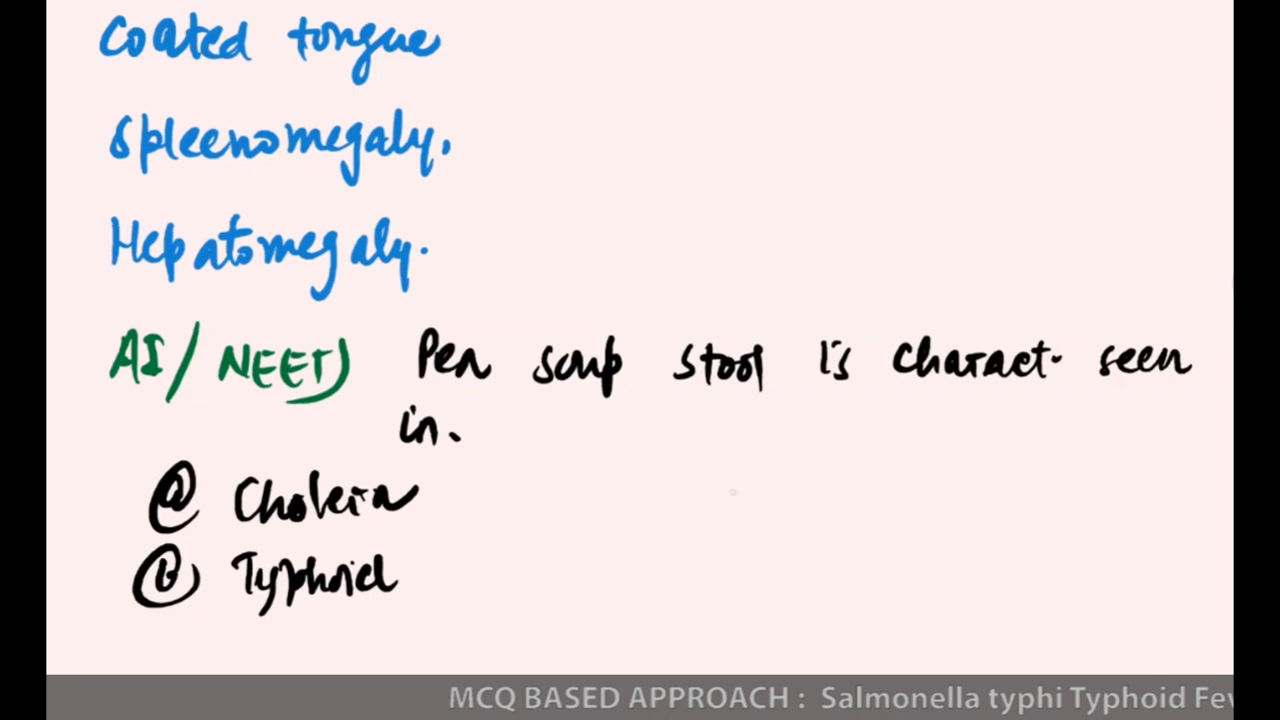 Coated tongue
Spleenomegaly.
Hepatomegaly.
AI/NEET) Pea soup stool is charact. seen
in.
(a) Cholera
(b) Typhoid
MCQ BASED APPROACH : Salmonella typhi Typhoid Fev